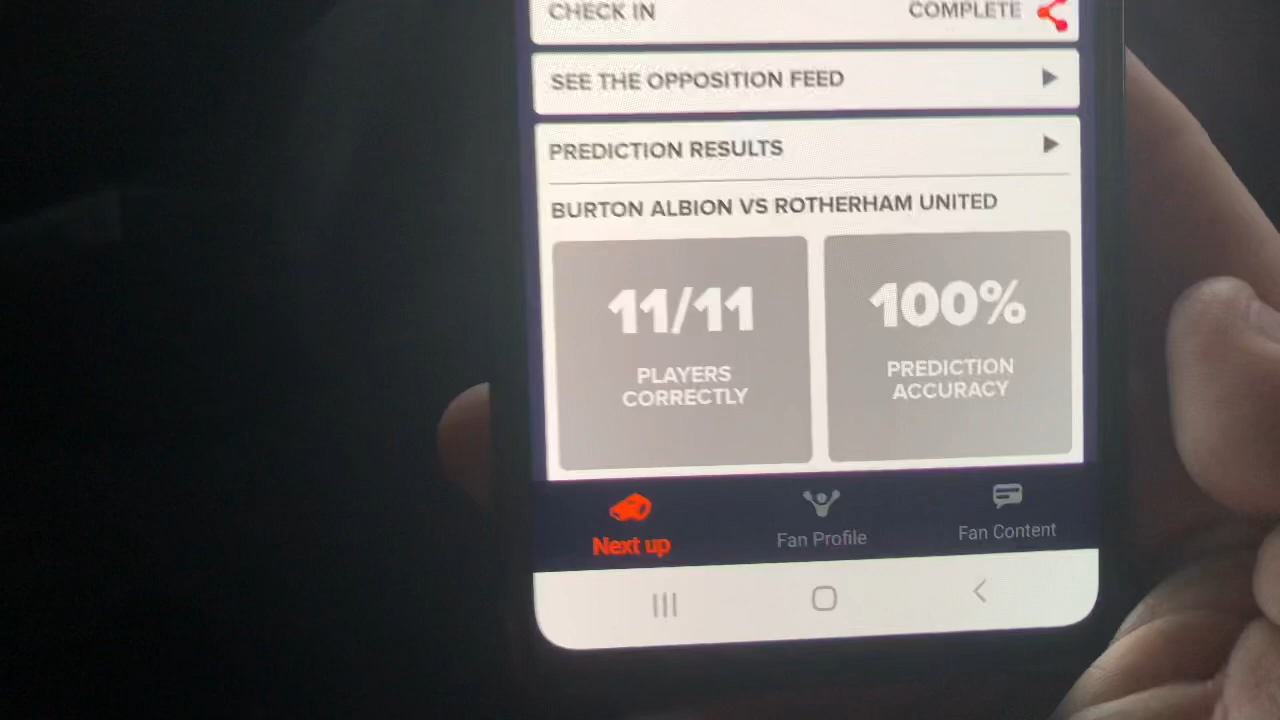 CHECK IN COMPLETE
SEE THE OPPOSITION FEED
PREDICTION RESULTS
BURTON ALBION VS ROTHERHAM UNITED
11/11
PLAYERS
CORRECTLY
100%
PREDICTION
ACCURACY
Next up
Fan Profile
Fan Content